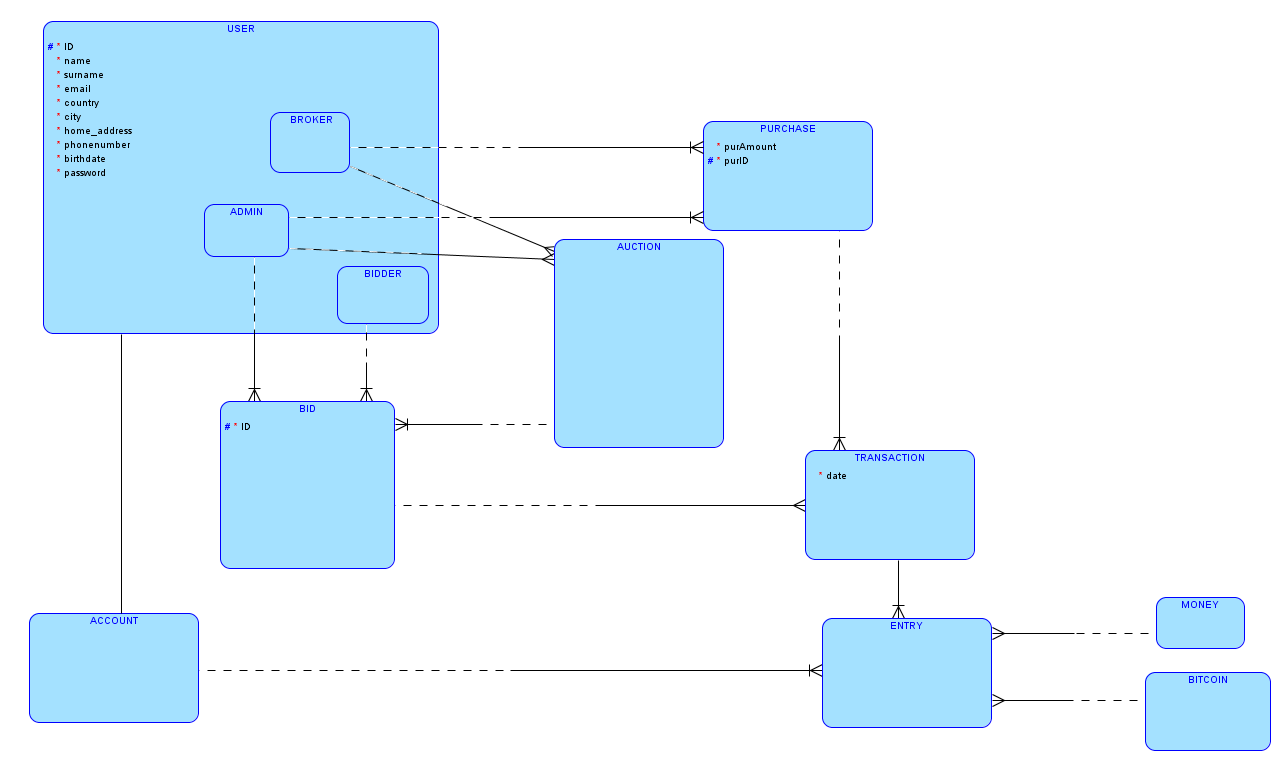 USER
# * ID
* name
* surname
* email
* country
* city
* home_address
* phonenumber
* birthdate
* password
BROKER
ADMIN
BIDDER
PURCHASE
* purAmount
# * purID
AUCTION
BID
# * ID
TRANSACTION
* date
ACCOUNT
ENTRY
MONEY
BITCOIN